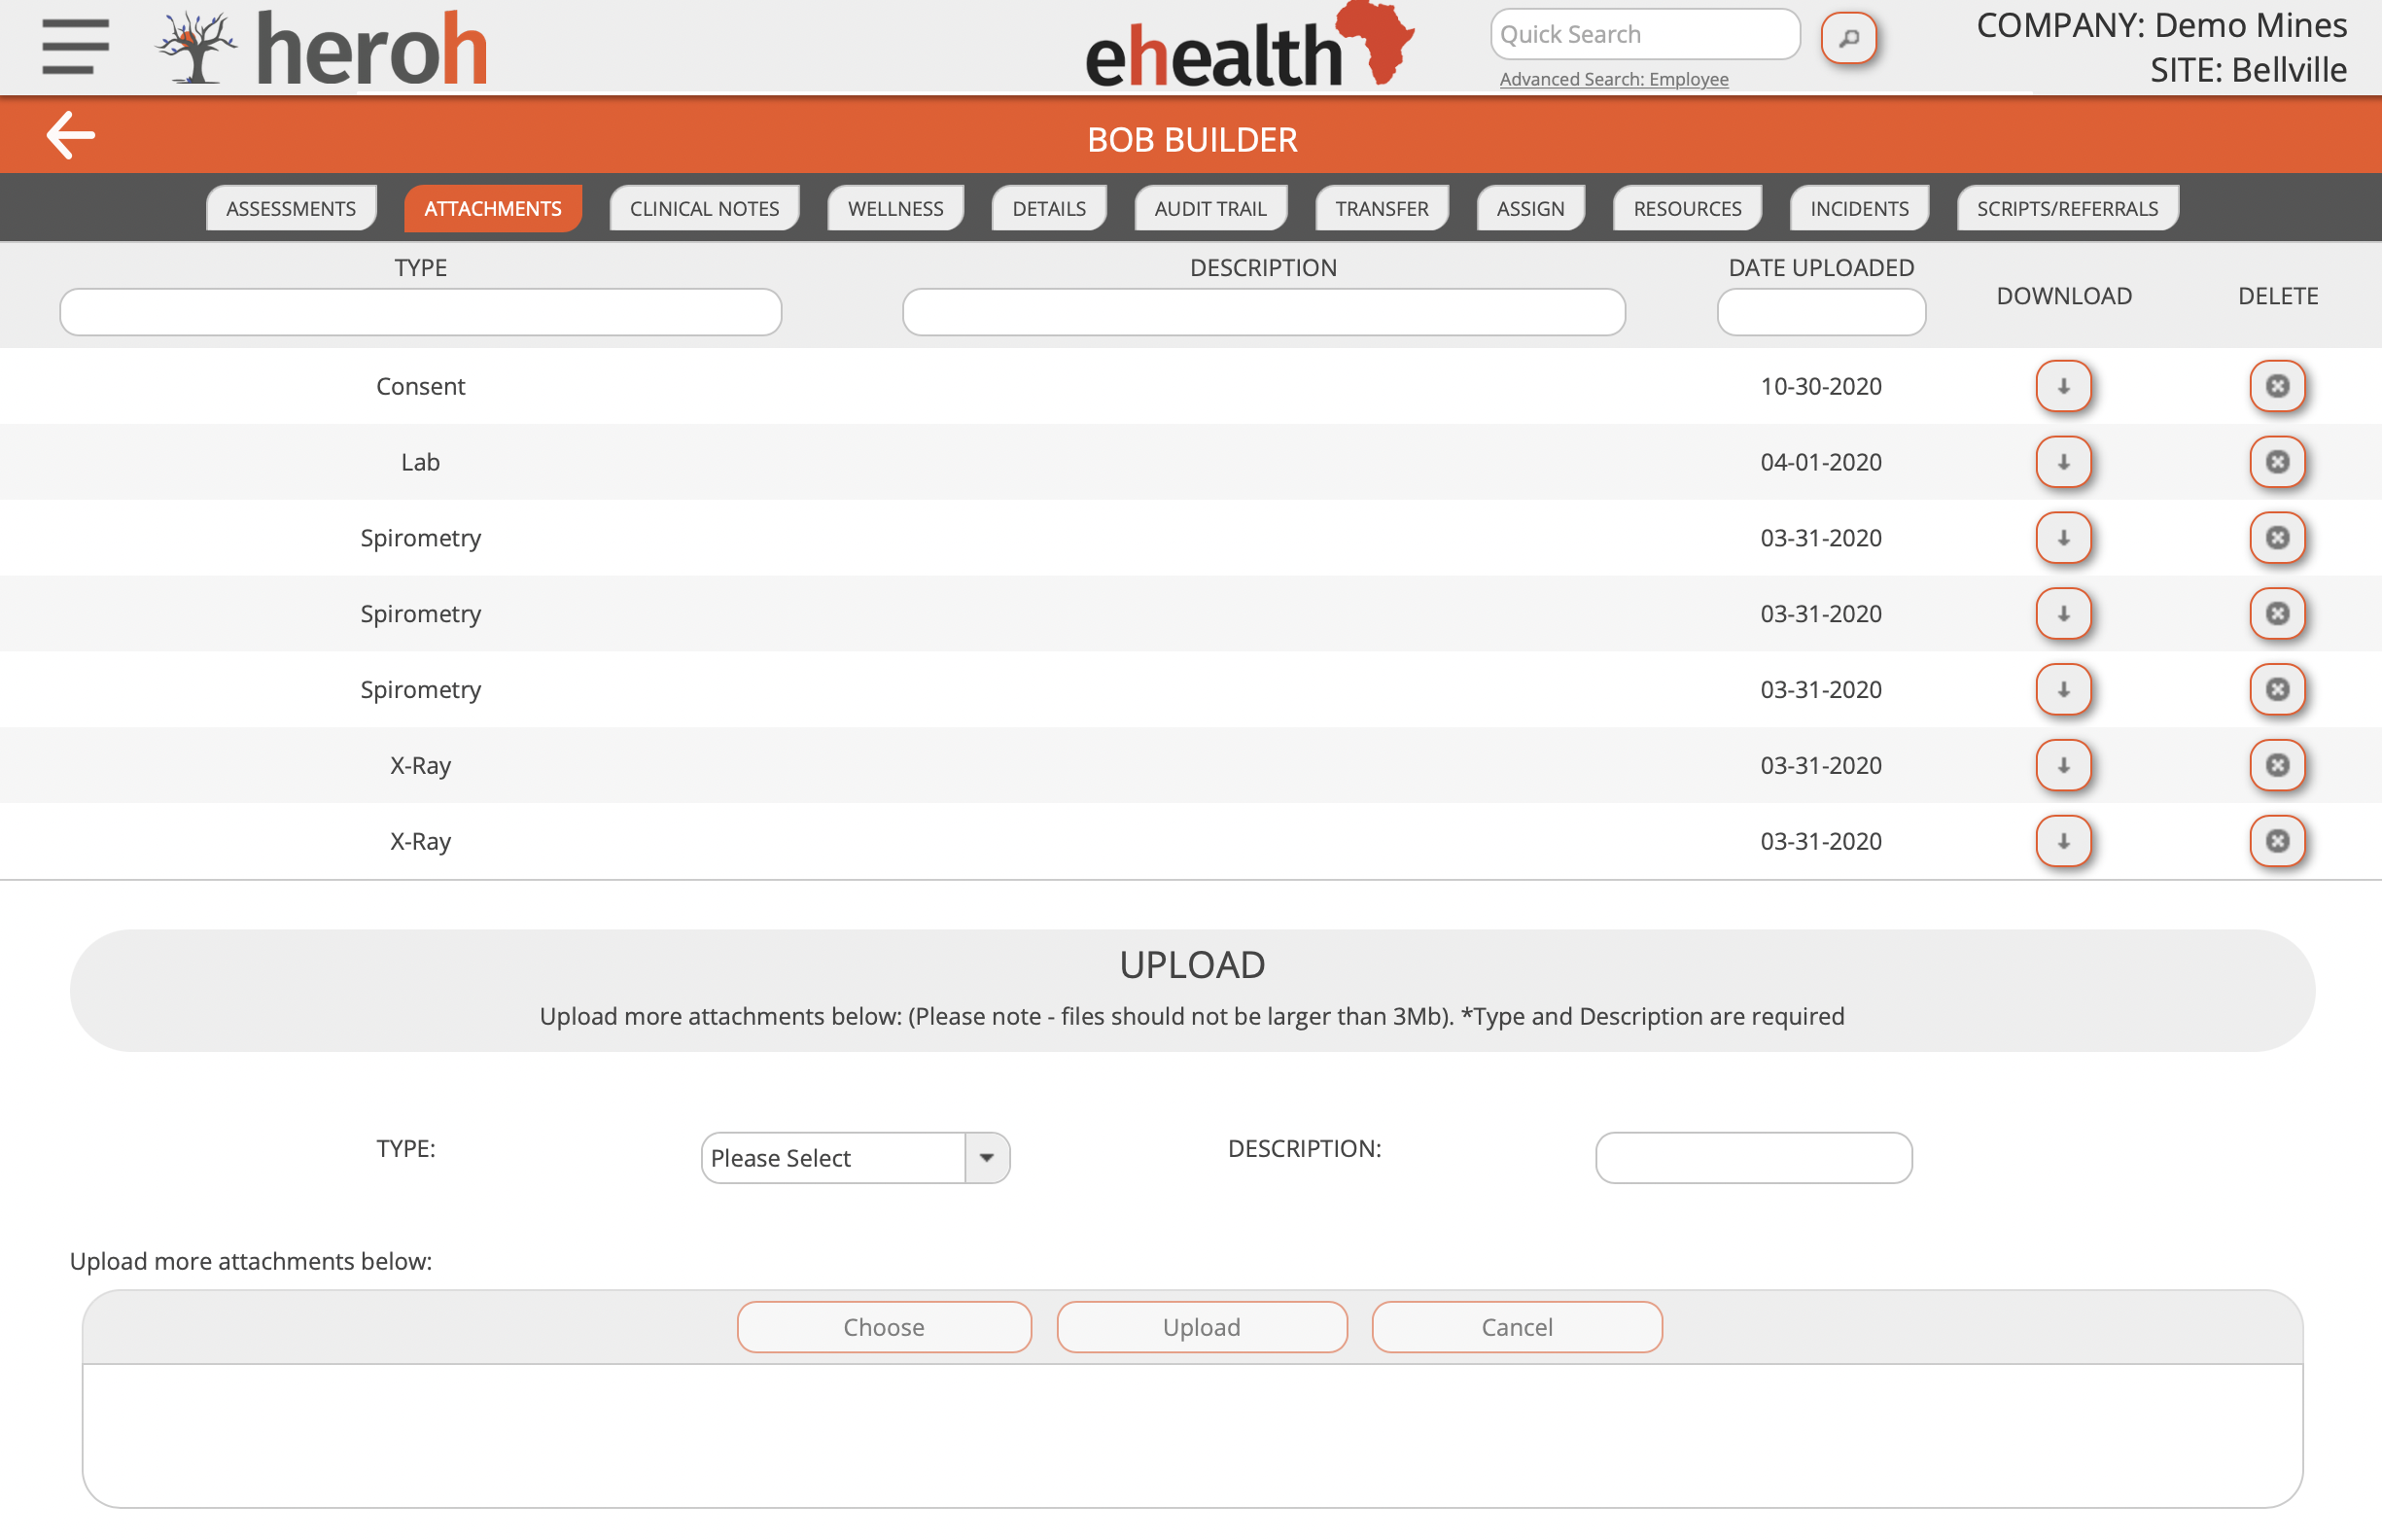 heroh
ehealth
Quick Search
Advanced Search: Employee
COMPANY: Demo Mines
SITE: Bellville
BOB BUILDER
ASSESSMENTS ATTACHMENTS CLINICAL NOTES WELLNESS DETAILS AUDIT TRAIL TRANSFER ASSIGN RESOURCES INCIDENTS SCRIPTS/REFERRALS
TYPE DESCRIPTION DATE UPLOADED DOWNLOAD DELETE
Consent 10-30-2020
Lab 04-01-2020
Spirometry 03-31-2020
Spirometry 03-31-2020
Spirometry 03-31-2020
X-Ray 03-31-2020
X-Ray 03-31-2020
UPLOAD
Upload more attachments below: (Please note - files should not be larger than 3Mb). *Type and Description are required
TYPE: Please Select DESCRIPTION:
Upload more attachments below:
Choose Upload Cancel